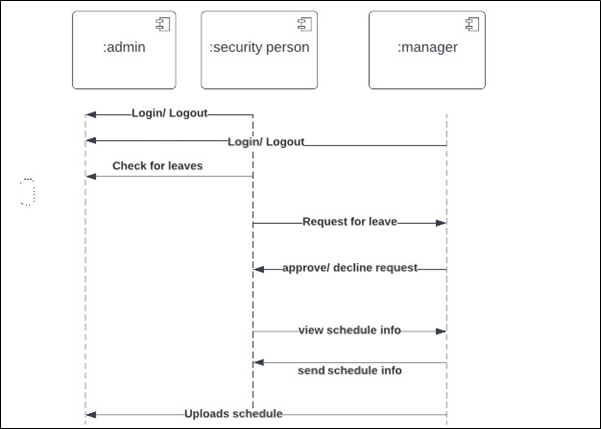 :admin
:security person
:manager
Login/ Logout
Login/ Logout
Check for leaves
Request for leave
approve/ decline request
view schedule info
send schedule info
Uploads schedule